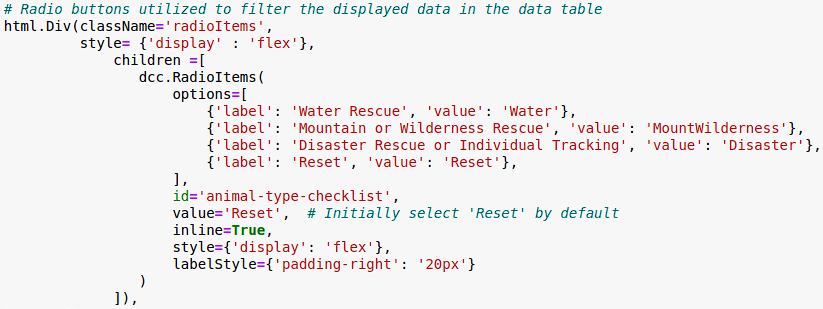 # Radio buttons utilized to filter the displayed data in the data table
html.Div(className='radioItems',
         style= {'display' : 'flex'},
             children =[
                dcc.RadioItems(
                    options=[
                        {'label': 'Water Rescue', 'value': 'Water'},
                        {'label': 'Mountain or Wilderness Rescue', 'value': 'MountWilderness'},
                        {'label': 'Disaster Rescue or Individual Tracking', 'value': 'Disaster'},
                        {'label': 'Reset', 'value': 'Reset'},
                    ],
                    id='animal-type-checklist',
                    value='Reset',  # Initially select 'Reset' by default
                    inline=True,
                    style={'display': 'flex'},
                    labelStyle={'padding-right': '20px'}
                )
             ]),